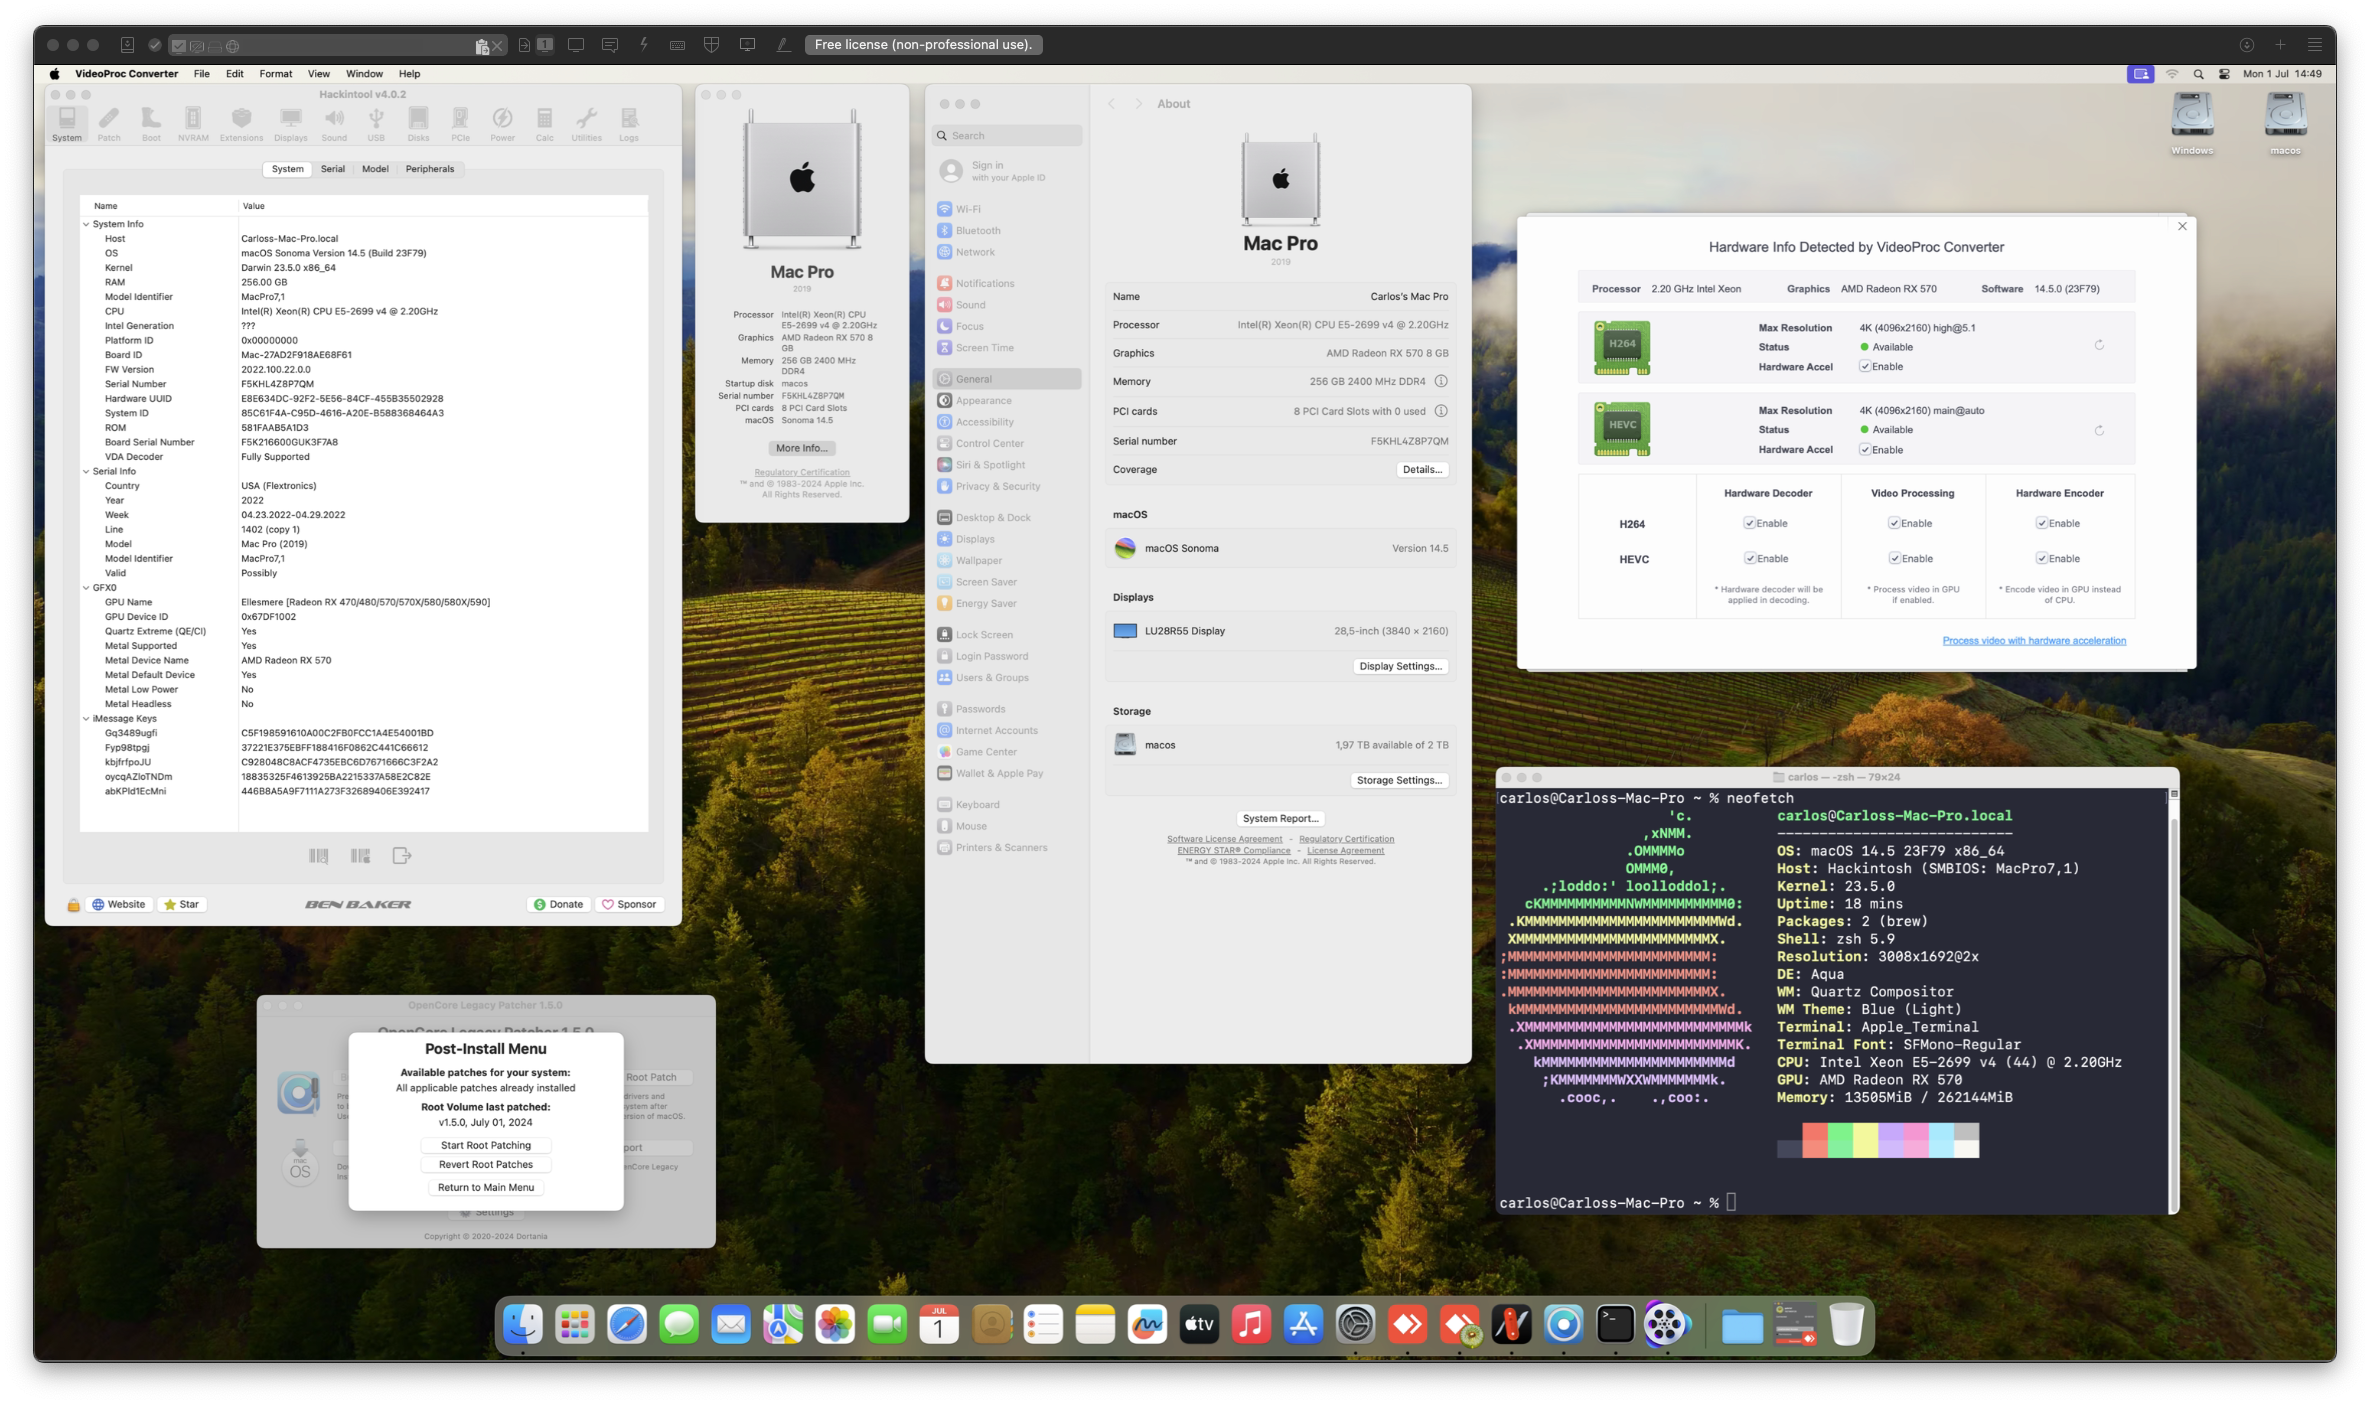 Free license (non-professional use).
VideoProc Converter File Edit Format View Window Help
Mon 1 Jul 14:49
Hackintool v4.0.2
System Patch Boot NVRAM Extensions Displays Sound USB Disks PCIe Power Calc Utilities Logs
System Serial Model Peripherals
Name Value
System Info
Host Carloss-Mac-Pro.local
OS macOS Sonoma Version 14.5 (Build 23F79)
Kernel Darwin 23.5.0 x86_64
RAM 256.00 GB
Model Identifier MacPro7,1
CPU Intel(R) Xeon(R) CPU E5-2699 v4 @ 2.20GHz
Intel Generation ???
Platform ID 0x00000000
Board ID Mac-27AD2F918AE68F61
FW Version 2022.100.22.0.0
Serial Number F5KHL4Z8P7QM
Hardware UUID E8E634DC-92F2-5E56-84CF-455B35502928
System ID 85C61F4A-C95D-4616-A20E-B588368464A3
ROM 581FAAB5A1D3
Board Serial Number F5K216600GUK3F7A8
VDA Decoder Fully Supported
Serial Info
Country USA (Flextronics)
Year 2022
Week 04.23.2022-04.29.2022
Line 1402 (copy 1)
Model Mac Pro (2019)
Model Identifier MacPro7,1
Valid Possibly
GFX0
GPU Name Ellesmere [Radeon RX 470/480/570/570X/580/580X/590]
GPU Device ID 0x67DF1002
Quartz Extreme (QE/CI) Yes
Metal Supported Yes
Metal Device Name AMD Radeon RX 570
Metal Default Device Yes
Metal Low Power No
Metal Headless No
iMessage Keys
Gq3489ugfi C5F198591610A00C2FB0FCC1A4E54001BD
Fyp98tpgj 37221E375EBFF188416F0862C441C66612
kbjfrfpoJU C928048C8ACF4735EBC6D7671666C3F2A2
oycqAZloTNDm 18835325F4613925BA2215337A58E2C82E
abKPld1EcMni 446B8A5A9F7111A273F32689406E392417
Website Star BEN BAKER Donate Sponsor
Mac Pro
2019
Processor Intel(R) Xeon(R) CPU
E5-2699 v4 @ 2.20GHz
Graphics AMD Radeon RX 570 8
GB
Memory 256 GB 2400 MHz
DDR4
Startup disk macos
Serial number F5KHL4Z8P7QM
PCI cards 8 PCI Card Slots
macOS Sonoma 14.5
More Info...
Regulatory Certification
™ and © 1983-2024 Apple Inc.
All Rights Reserved.
Search
Sign in
with your Apple ID
Wi-Fi
Bluetooth
Network
Notifications
Sound
Focus
Screen Time
General
Appearance
Accessibility
Control Center
Siri & Spotlight
Privacy & Security
Desktop & Dock
Displays
Wallpaper
Screen Saver
Energy Saver
Lock Screen
Login Password
Users & Groups
Passwords
Internet Accounts
Game Center
Wallet & Apple Pay
Keyboard
Mouse
Printers & Scanners
About
Mac Pro
2019
Name Carlos's Mac Pro
Processor Intel(R) Xeon(R) CPU E5-2699 v4 @ 2.20GHz
Graphics AMD Radeon RX 570 8 GB
Memory 256 GB 2400 MHz DDR4
PCI cards 8 PCI Card Slots with 0 used
Serial number F5KHL4Z8P7QM
Coverage Details...
macOS
macOS Sonoma Version 14.5
Displays
LU28R55 Display 28,5-inch (3840 × 2160)
Display Settings...
Storage
macos 1,97 TB available of 2 TB
Storage Settings...
System Report...
Software License Agreement - Regulatory Certification
ENERGY STAR® Compliance - License Agreement
™ and © 1983-2024 Apple Inc. All Rights Reserved.
Windows macos
Hardware Info Detected by VideoProc Converter
Processor 2.20 GHz Intel Xeon Graphics AMD Radeon RX 570 Software 14.5.0 (23F79)
H264
Max Resolution 4K (4096x2160) high@5.1
Status Available
Hardware Accel Enable
HEVC
Max Resolution 4K (4096x2160) main@auto
Status Available
Hardware Accel Enable
Hardware Decoder Video Processing Hardware Encoder
H264 Enable Enable Enable
HEVC Enable Enable Enable
* Hardware decoder will be * Process video in GPU * Encode video in GPU instead
applied in decoding. if enabled. of CPU.
Process video with hardware acceleration
carlos — -zsh — 79×24
carlos@Carloss-Mac-Pro ~ % neofetch
'c. carlos@Carloss-Mac-Pro.local
,xNMM. ----------------------------
.OMMMMo OS: macOS 14.5 23F79 x86_64
OMMM0, Host: Hackintosh (SMBIOS: MacPro7,1)
.;loddo:' loolloddol;. Kernel: 23.5.0
cKMMMMMMMMMMNWMMMMMMMMMM0: Uptime: 18 mins
.KMMMMMMMMMMMMMMMMMMMMMMMWd. Packages: 2 (brew)
XMMMMMMMMMMMMMMMMMMMMMMMX. Shell: zsh 5.9
;MMMMMMMMMMMMMMMMMMMMMMMM: Resolution: 3008x1692@2x
:MMMMMMMMMMMMMMMMMMMMMMMM: DE: Aqua
.MMMMMMMMMMMMMMMMMMMMMMMMX. WM: Quartz Compositor
kMMMMMMMMMMMMMMMMMMMMMMMMWd. WM Theme: Blue (Light)
.XMMMMMMMMMMMMMMMMMMMMMMMMMMk Terminal: Apple_Terminal
.XMMMMMMMMMMMMMMMMMMMMMMMMK. Terminal Font: SFMono-Regular
kMMMMMMMMMMMMMMMMMMMMMMd CPU: Intel Xeon E5-2699 v4 (44) @ 2.20GHz
;KMMMMMMMWXXWMMMMMMMk. GPU: AMD Radeon RX 570
.cooc,. .,coo:. Memory: 13505MiB / 262144MiB
carlos@Carloss-Mac-Pro ~ %
OpenCore Legacy Patcher 1.5.0
OpenCore Legacy Patcher 1.5.0
Post-Install Menu
Available patches for your system:
All applicable patches already installed
Root Volume last patched:
v1.5.0, July 01, 2024
Start Root Patching
Revert Root Patches
Return to Main Menu
Root Patch
drivers and
Settings
Copyright © 2020-2024 Dortania
JUL
1
tv